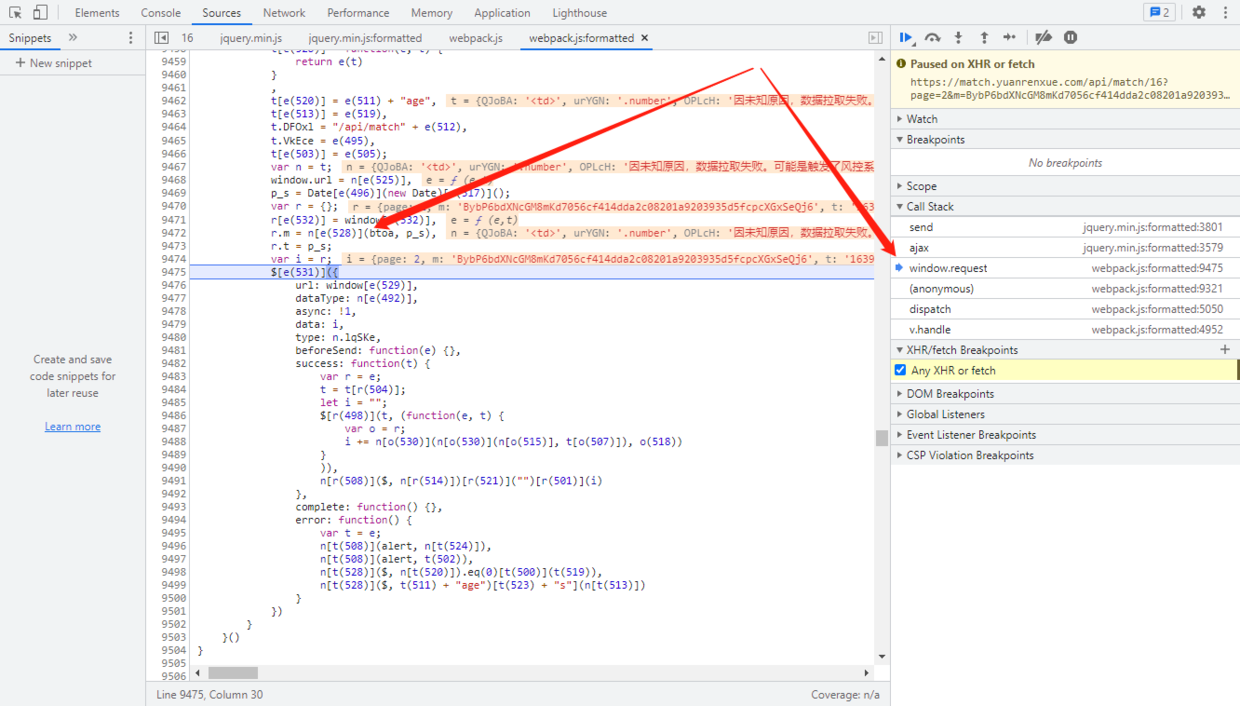 Elements Console Sources Network Performance Memory Application Lighthouse 2
Snippets » 16 jquery.min.js jquery.min.js:formatted webpack.js webpack.js:formatted ×
+ New snippet
Create and save
code snippets for
later reuse
Learn more
9459 return e(t)
9460 }
9461 ,
9462 t[e(520)] = e(511) + "age", t = {QJoBA: '<td>', urYGN: '.number', OPLcH: '因未知原因，数据拉取失败。
9463 t[e(513)] = e(519),
9464 t.DFOxl = "/api/match" + e(512),
9465 t.VkEce = e(495),
9466 t[e(503)] = e(505);
9467 var n = t; n = {QJoBA: '<td>', urYGN: number', OPLcH: '因未知原因，数据拉取失败。可能是触发了风控系
9468 window.url = n[e(525)], e = ƒ (e
9469 p_s = Date[e(496)](new Date)[ 517)]();
9470 var r = {}; r = {page: m: 'BybP6bdXNcGM8mKd7056cf414dda2c08201a9203935d5fcpcXGxSeQj6', t:
9471 r[e(532)] = window 532)], e = ƒ (e,t)
9472 r.m = n[e(528)](btoa, p_s), n = {QJoBA: '<td>', urYGN: '.number', OPLcH: '因未知原因，数据拉取失败。
9473 r.t = p_s;
9474 var i = r; i = {page: 2, m: 'BybP6bdXNcGM8mKd7056cf414dda2c08201a9203935d5fcpcXGxSeQj6', t: '1639
9475 $[e(531)]({
9476 url: window[e(529)],
9477 dataType: n[e(492)],
9478 async: !1,
9479 data: i,
9480 type: n.lqSKe,
9481 beforeSend: function(e) {},
9482 success: function(t) {
9483 var r = e;
9484 t = t[r(504)];
9485 let i = "";
9486 $[r(498)](t, (function(e, t) {
9487 var o = r;
9488 i += n[o(530)](n[o(530)](n[o(515)], t[o(507)]), o(518))
9489 }
9490 )),
9491 n[r(508)]($, n[r(514)])[r(521)]("")[r(501)](i)
9492 },
9493 complete: function() {},
9494 error: function() {
9495 var t = e;
9496 n[t(508)](alert, n[t(524)]),
9497 n[t(508)](alert, t(502)),
9498 n[t(528)]($, n[t(520)]).eq(0)[t(500)](t(519)),
9499 n[t(528)]($, t(511) + "age")[t(523) + "s"](n[t(513)])
9500 }
9501 })
9502 }
9503 }()
9504 }
9505
9506
Line 9475, Column 30 Coverage: n/a
Paused on XHR or fetch
https://match.yuanrenxue.com/api/match/16?
page=2&m=BybP6bdXNcGM8mKd7056cf414dda2c08201a920393…
Watch
Breakpoints
No breakpoints
Scope
Call Stack
send jquery.min.js:formatted:3801
ajax jquery.min.js:formatted:3579
window.request webpack.js:formatted:9475
(anonymous) webpack.js:formatted:9321
dispatch webpack.js:formatted:5050
v.handle webpack.js:formatted:4952
XHR/fetch Breakpoints +
Any XHR or fetch
DOM Breakpoints
Global Listeners
Event Listener Breakpoints
CSP Violation Breakpoints